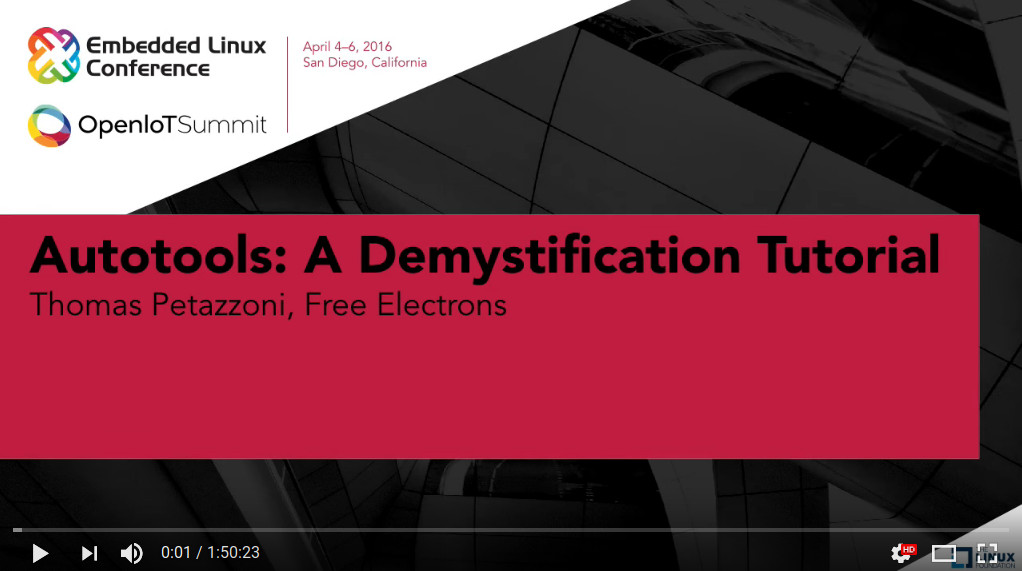 Embedded Linux
Conference
April 4–6, 2016
San Diego, California
OpenIoTSummit
Autotools: A Demystification Tutorial
Thomas Petazzoni, Free Electrons
0:01 / 1:50:23
HD
THE
LINUX
FOUNDATION